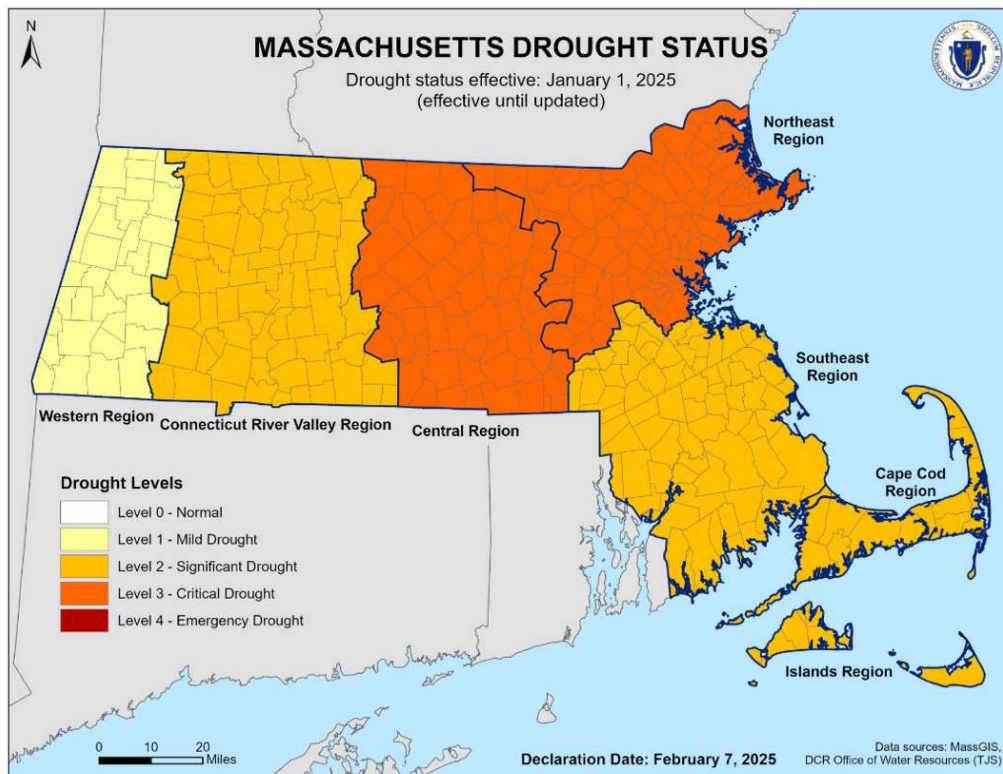 N
MASSACHUSETTS DROUGHT STATUS
Drought status effective: January 1, 2025
(effective until updated)
Northeast
Region
Southeast
Region
Cape Cod
Region
Western Region
Connecticut River Valley Region
Central Region
Islands Region
Drought Levels
Level 0 - Normal
Level 1 - Mild Drought
Level 2 - Significant Drought
Level 3 - Critical Drought
Level 4 - Emergency Drought
0 10 20
Miles
Declaration Date: February 7, 2025
Data sources: MassGIS,
DCR Office of Water Resources (TJS)